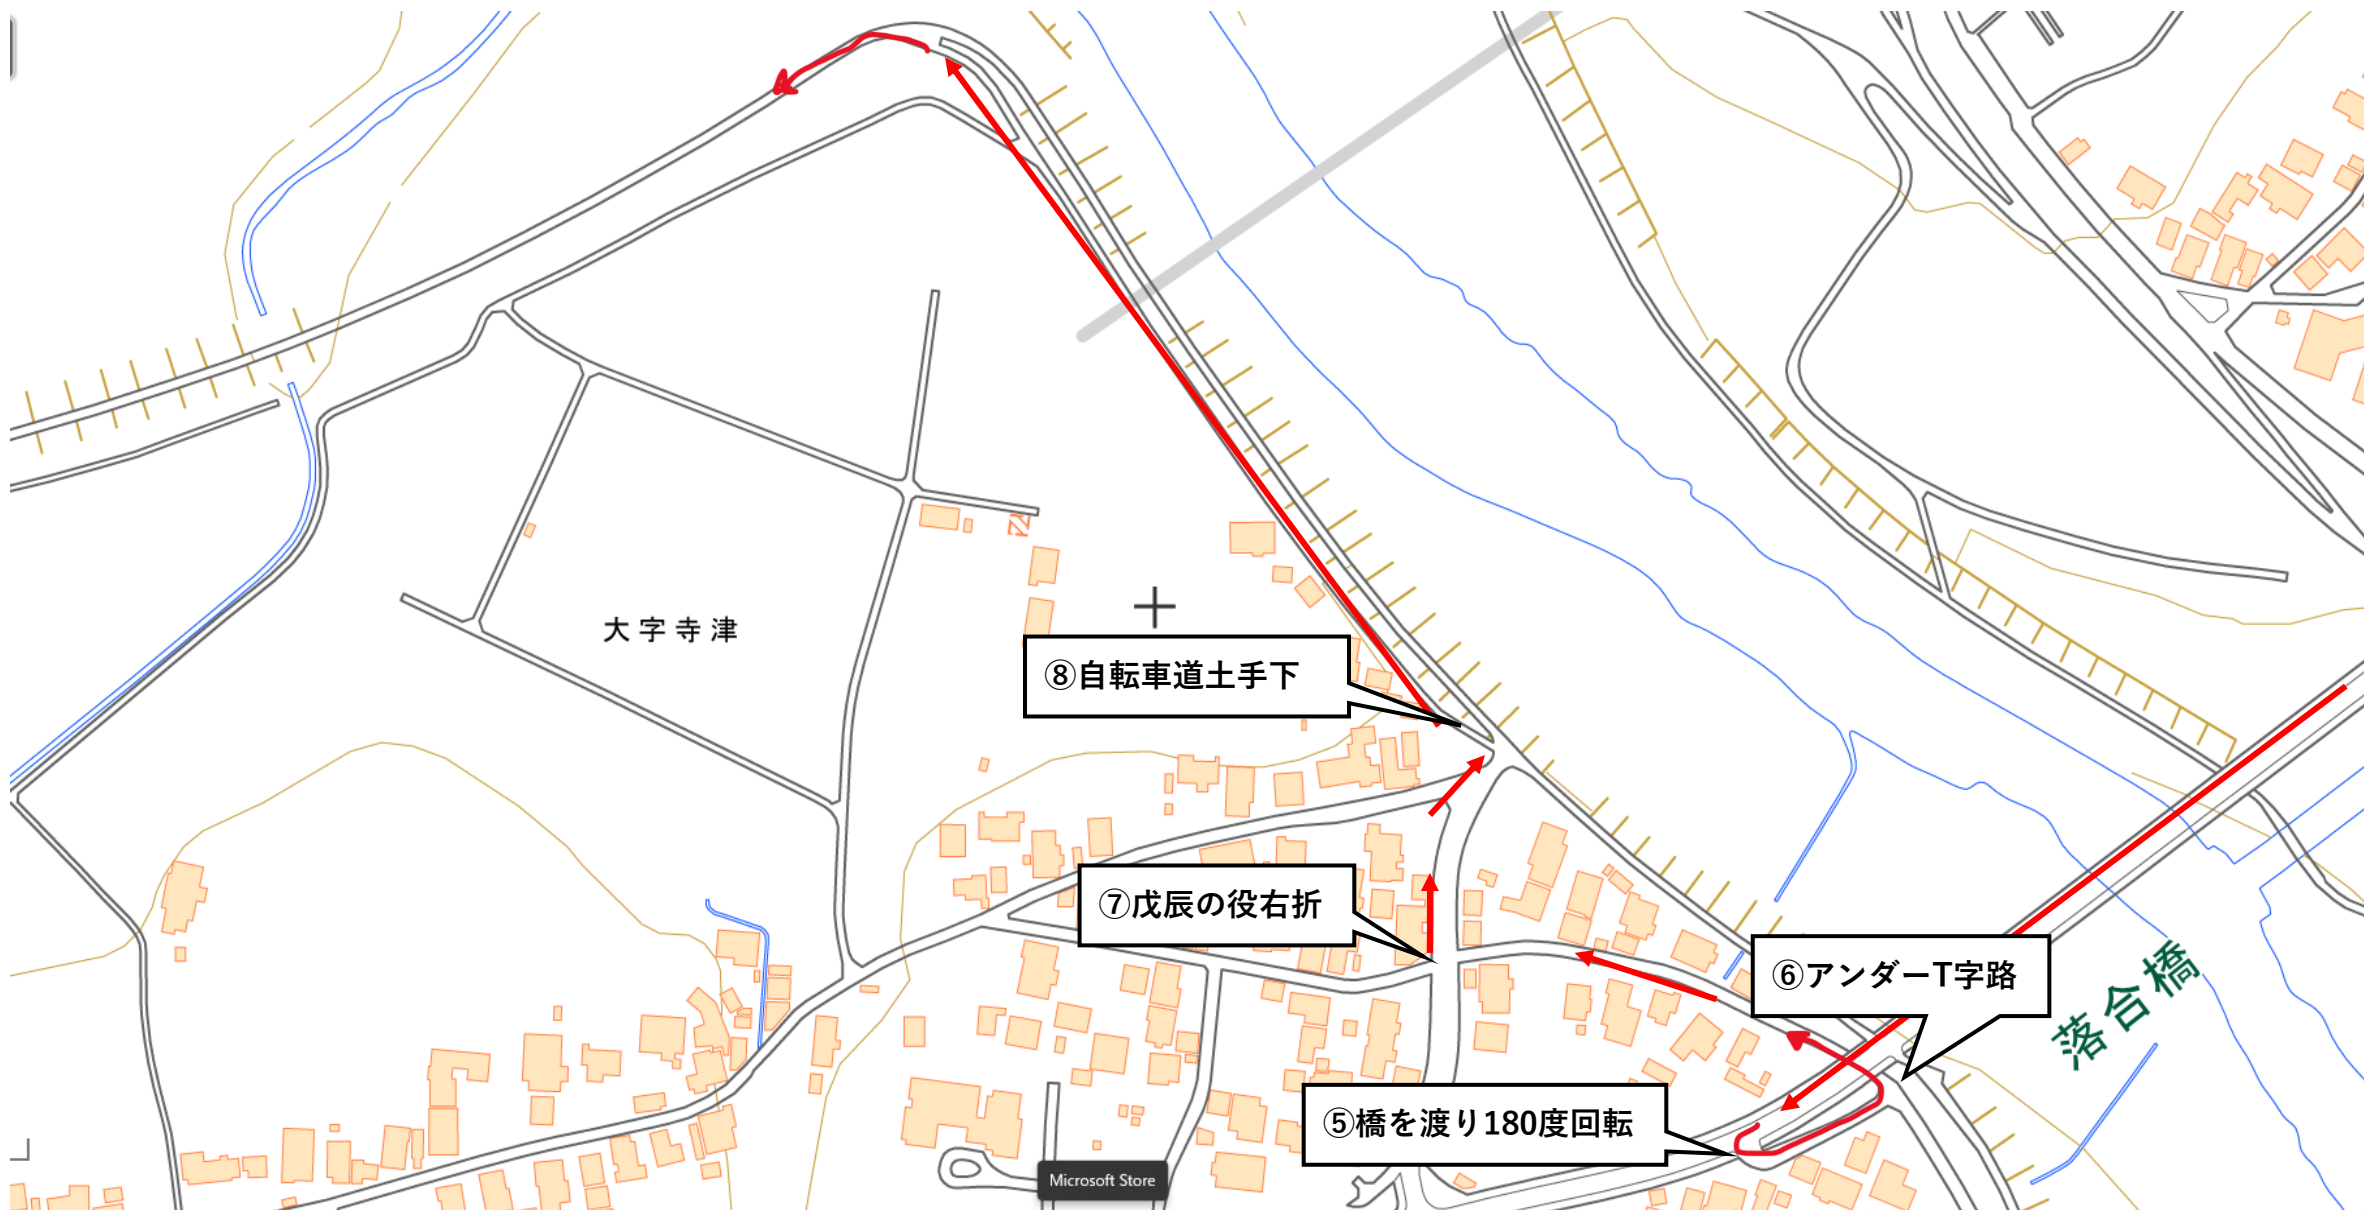 大字寺津
⑧自転車道土手下
⑦戊辰の役右折
⑥アンダーT字路
落合橋
⑤橋を渡り180度回転
Microsoft Store